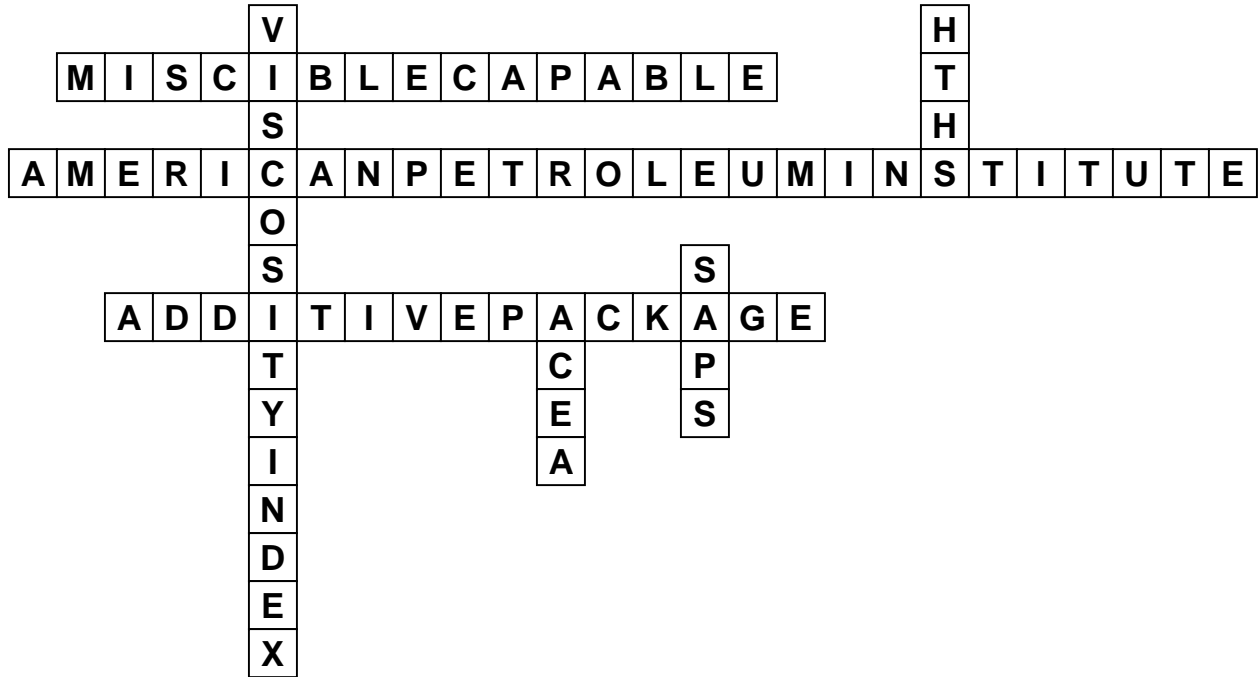 VISCOSITYINDEX
HTHS
MISCIBLECAPABLE
AMERICANPETROLEUMINSTITUTE
SAPS
ADDITIVEPACKAGE
ACEA